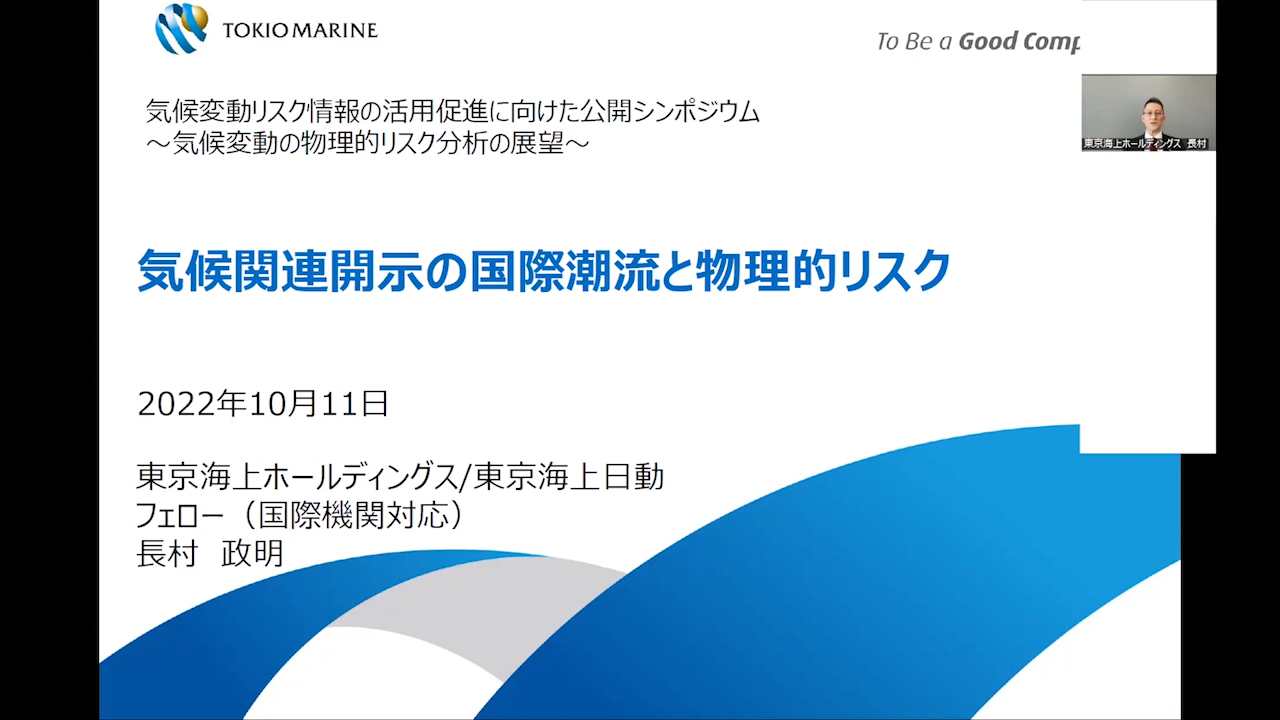 TOKIO MARINE
To Be a Good Comp
気候変動リスク情報の活用促進に向けた公開シンポジウム
～気候変動の物理的リスク分析の展望～
東京海上ホールディングス 長村
気候関連開示の国際潮流と物理的リスク
2022年10月11日
東京海上ホールディングス/東京海上日動
フェロー（国際機関対応）
長村 政明